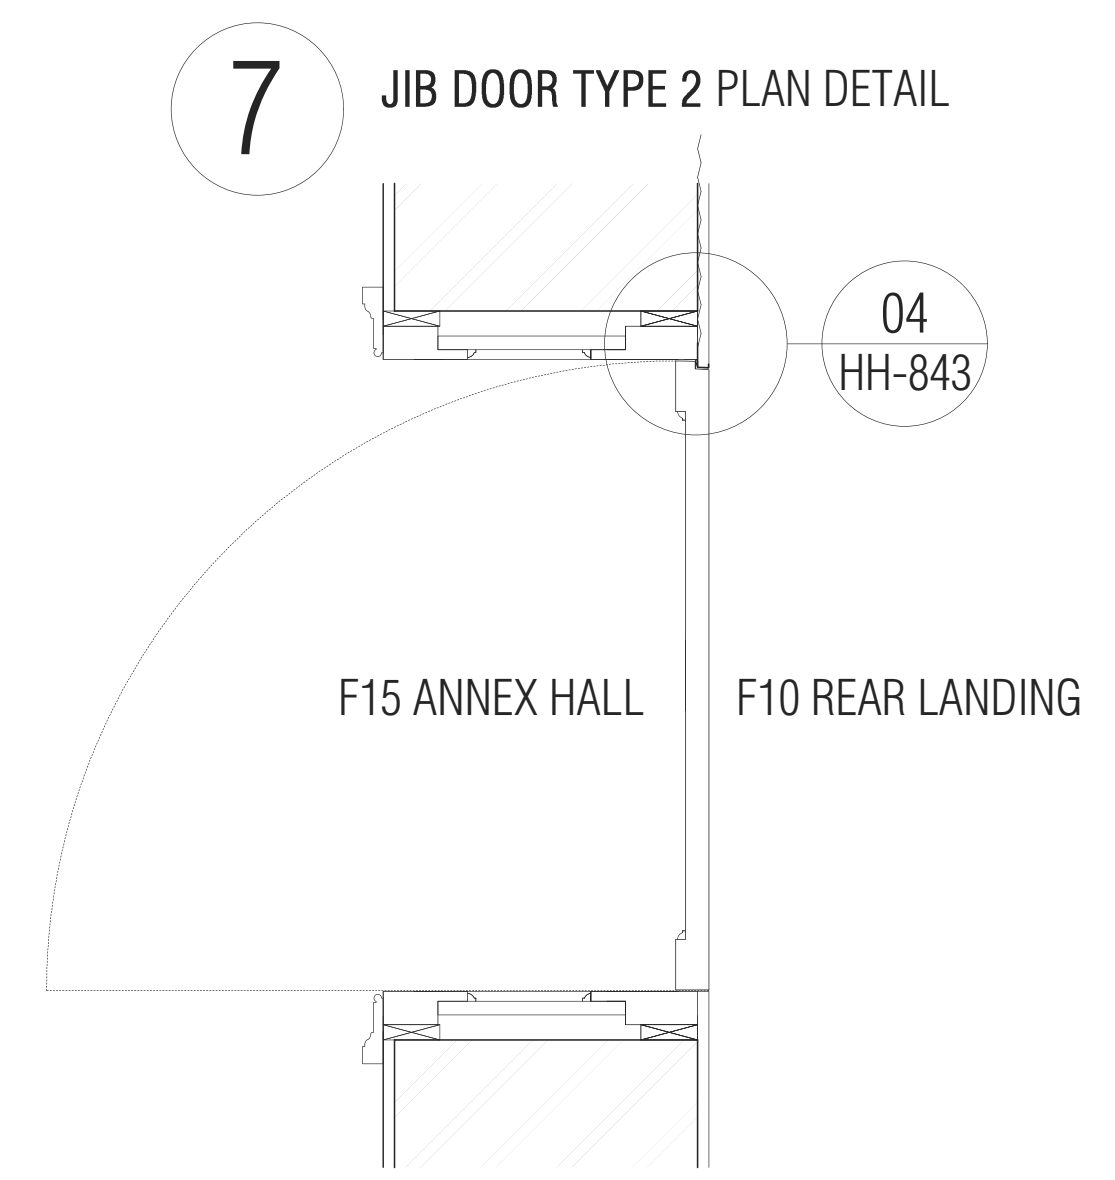 7
JIB DOOR TYPE 2 PLAN DETAIL
04
HH-843
F15 ANNEX HALL
F10 REAR LANDING